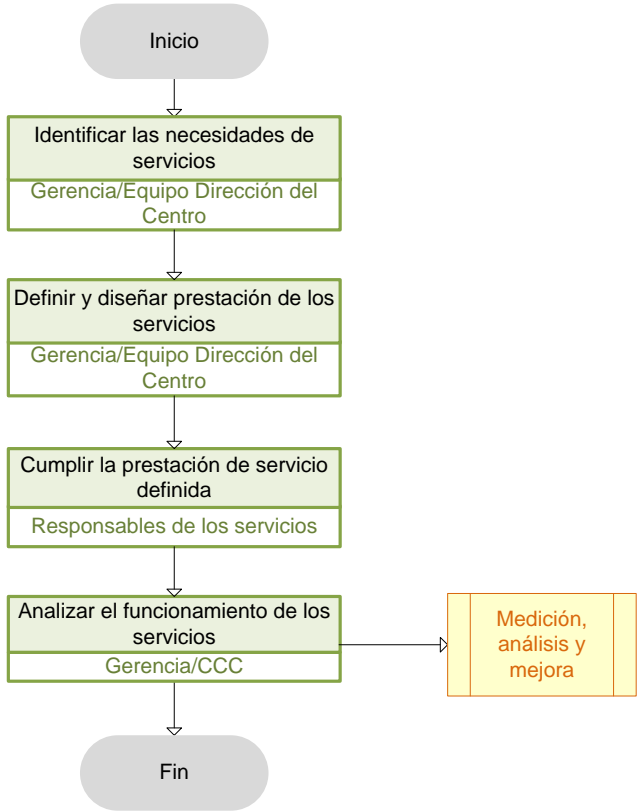 Inicio
Identificar las necesidades de
servicios
Gerencia/Equipo Dirección del
Centro
Definir y diseñar prestación de los
servicios
Gerencia/Equipo Dirección del
Centro
Cumplir la prestación de servicio
definida
Responsables de los servicios
Analizar el funcionamiento de los
servicios
Gerencia/CCC
Medición,
análisis y
mejora
Fin